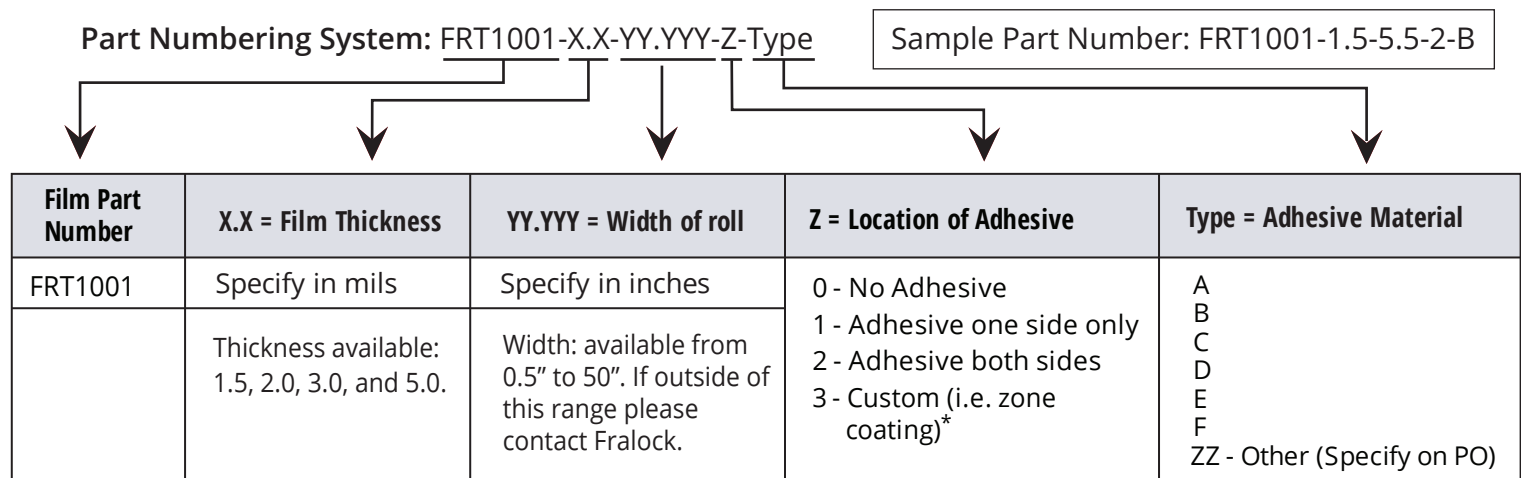 Part Numbering System: FRT1001-X.X-YY.YYY-Z-Type
Sample Part Number: FRT1001-1.5-5.5-2-B
Film Part
Number
X.X = Film Thickness
YY.YYY = Width of roll
Z = Location of Adhesive
Type = Adhesive Material
FRT1001
Specify in mils
Thickness available:
1.5, 2.0, 3.0, and 5.0.
Specify in inches
Width: available from
0.5” to 50”. If outside of
this range please
contact Fralock.
0 - No Adhesive
1 - Adhesive one side only
2 - Adhesive both sides
3 - Custom (i.e. zone
coating)*
A
B
C
D
E
F
ZZ - Other (Specify on PO)